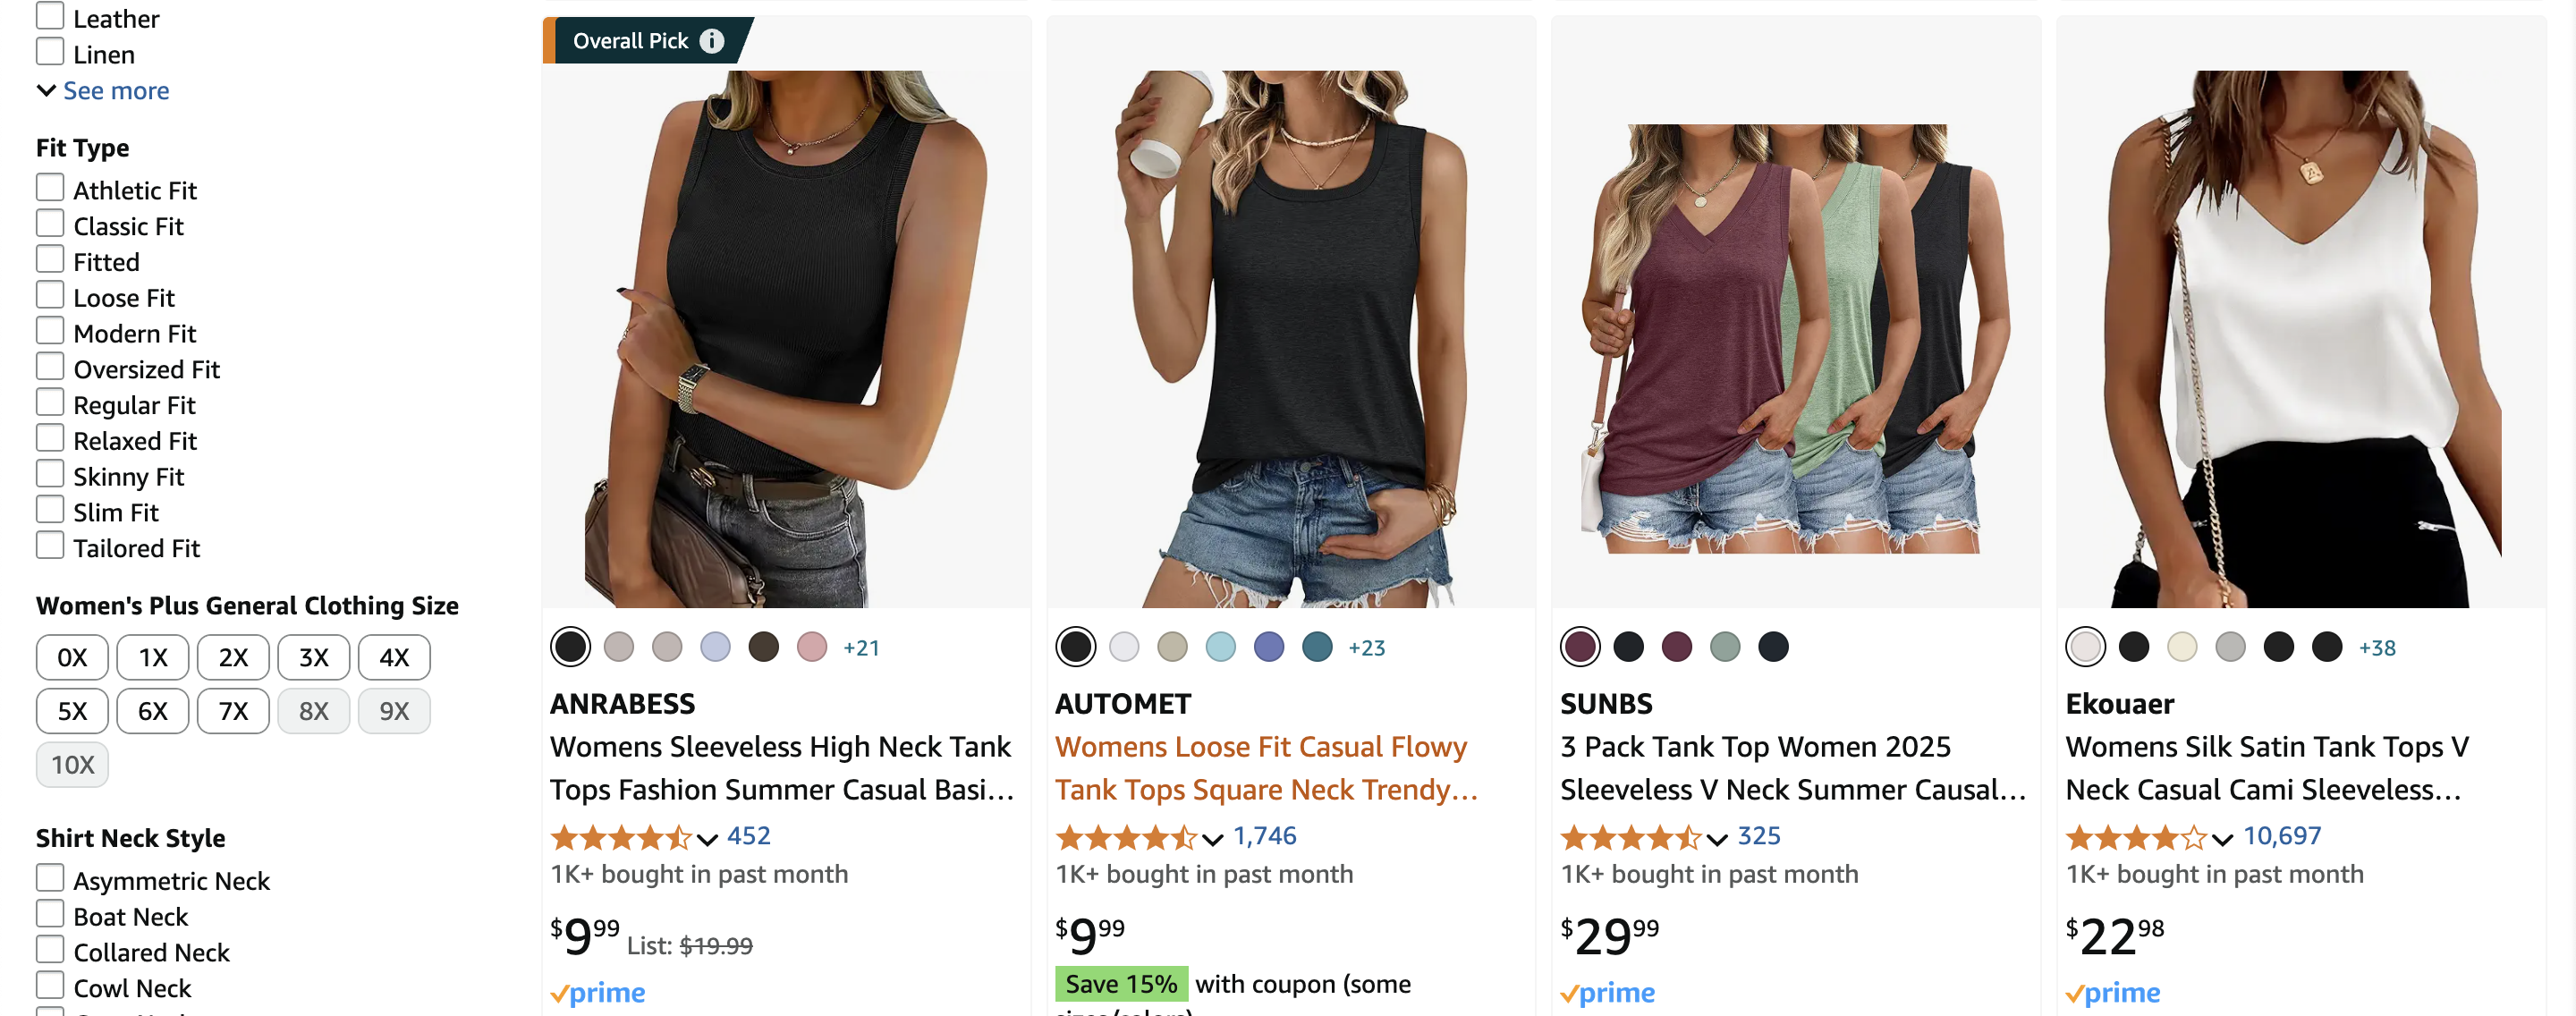 Leather
Linen
See more
Fit Type
Athletic Fit
Classic Fit
Fitted
Loose Fit
Modern Fit
Oversized Fit
Regular Fit
Relaxed Fit
Skinny Fit
Slim Fit
Tailored Fit
Women's Plus General Clothing Size
0X 1X 2X 3X 4X
5X 6X 7X 8X 9X
10X
Shirt Neck Style
Asymmetric Neck
Boat Neck
Collared Neck
Cowl Neck
Overall Pick
+21
ANRABESS
Womens Sleeveless High Neck Tank
Tops Fashion Summer Casual Basi...
452
1K+ bought in past month
$9.99 List: $19.99
prime
+23
AUTOMET
Womens Loose Fit Casual Flowy
Tank Tops Square Neck Trendy...
1,746
1K+ bought in past month
$9.99
Save 15% with coupon (some
SUNBS
3 Pack Tank Top Women 2025
Sleeveless V Neck Summer Causal...
325
1K+ bought in past month
$29.99
prime
+38
Ekouaer
Womens Silk Satin Tank Tops V
Neck Casual Cami Sleeveless...
10,697
1K+ bought in past month
$22.98
prime